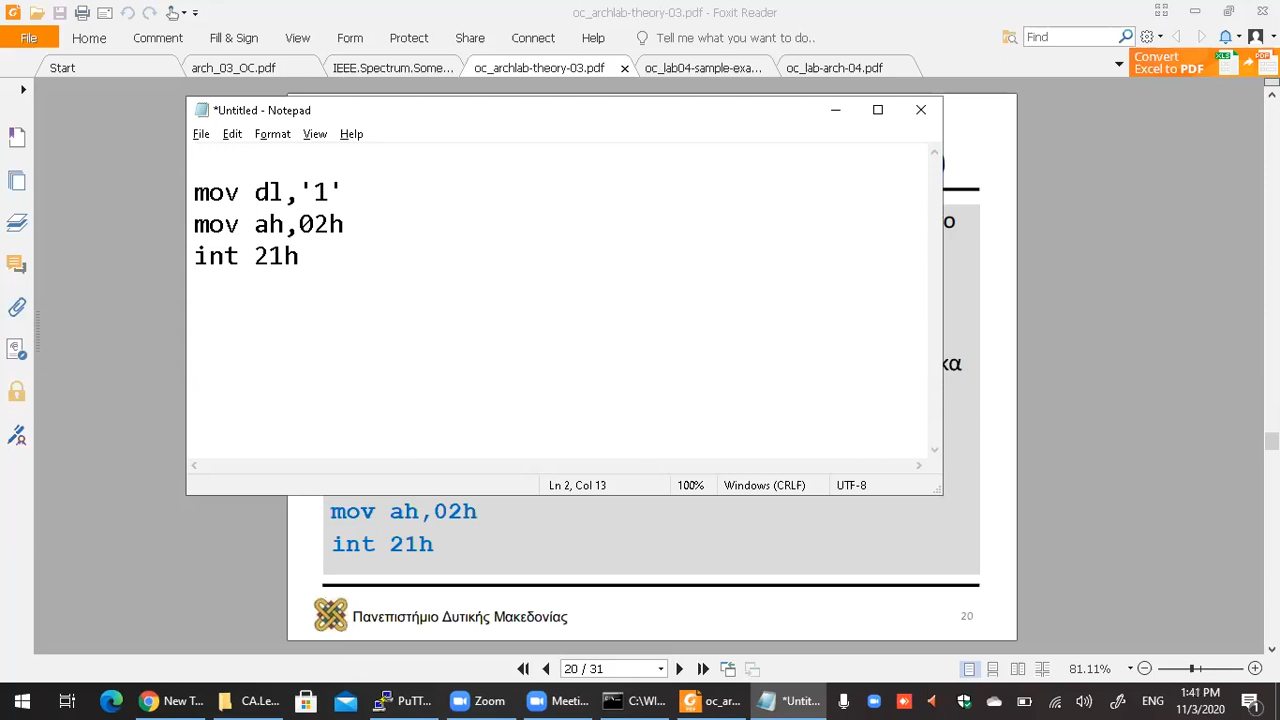 oc_archlab-theory-03.pdf - Foxit Reader
File Home Comment Fill & Sign View Form Protect Share Connect Help Tell me what you want to do.. Find
Start arch_03_OC.pdf IEEE.Spectrum.Some... oc_archlab-theory-03.pdf oc_lab04-sample-exa... oc_lab-arch-04.pdf
Convert
Excel to PDF
*Untitled - Notepad
File Edit Format View Help
mov dl,'1'
mov ah,02h
int 21h
ο
κα
Ln 2, Col 13 100% Windows (CRLF) UTF-8
mov ah,02h
int 21h
Πανεπιστήμιο Δυτικής Μακεδονίας 20
20 / 31 81.11%
New T... CA.Le... PuTT... Zoom Meeti... C:\WI... oc_ar... *Untit... ENG 1:41 PM
11/3/2020